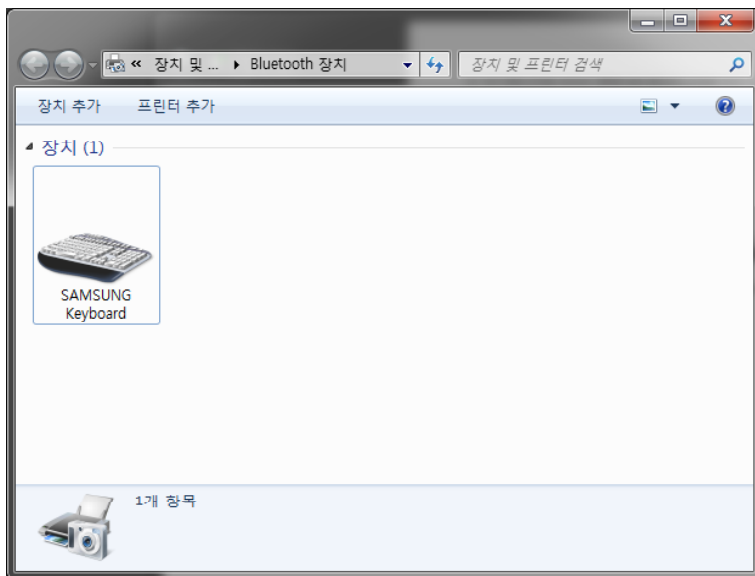 « 장치 및 ... ▸ Bluetooth 장치
장치 및 프린터 검색
장치 추가 프린터 추가
장치 (1)
SAMSUNG
Keyboard
1개 항목